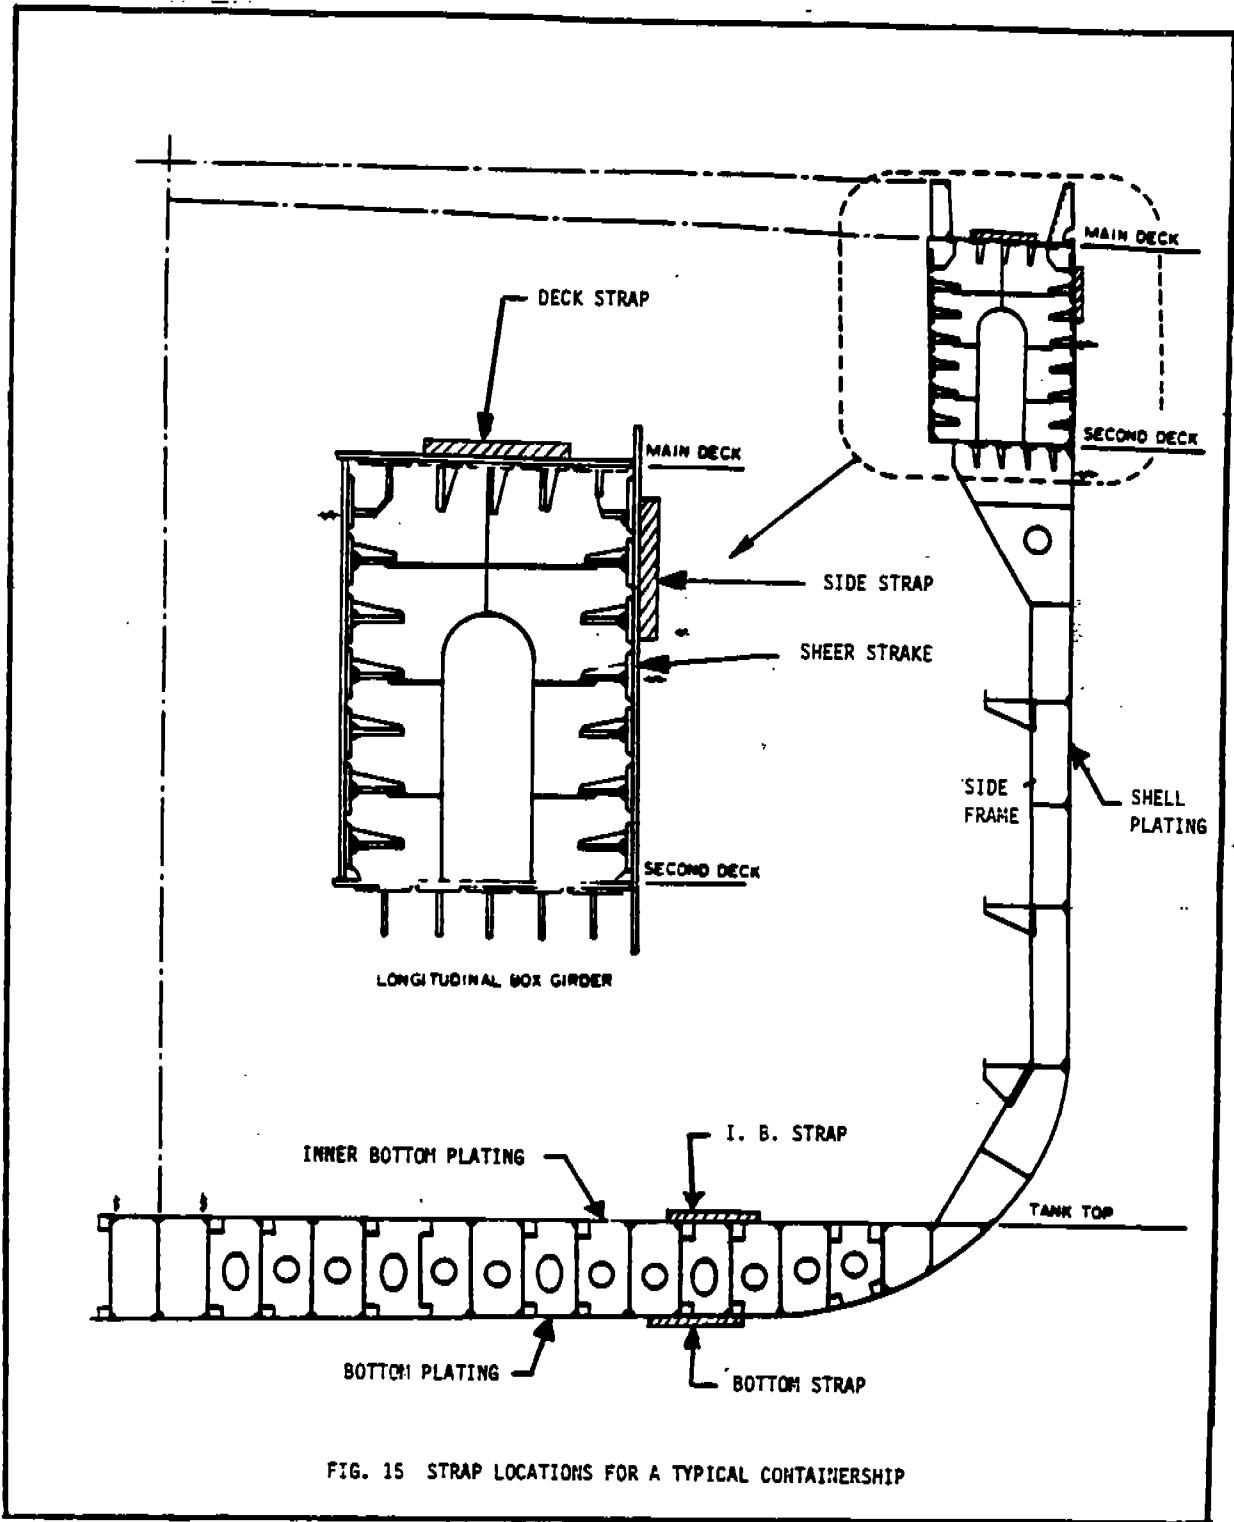 MAIN DECK
DECK STRAP
SECOND DECK
MAIN DECK
SIDE STRAP
SHEER STRAKE
SIDE
FRAME
SHELL
PLATING
SECOND DECK
LONGITUDINAL BOX GIRDER
I. B. STRAP
INNER BOTTOM PLATING
TANK TOP
BOTTOM PLATING
BOTTOM STRAP
FIG. 15 STRAP LOCATIONS FOR A TYPICAL CONTAINERSHIP